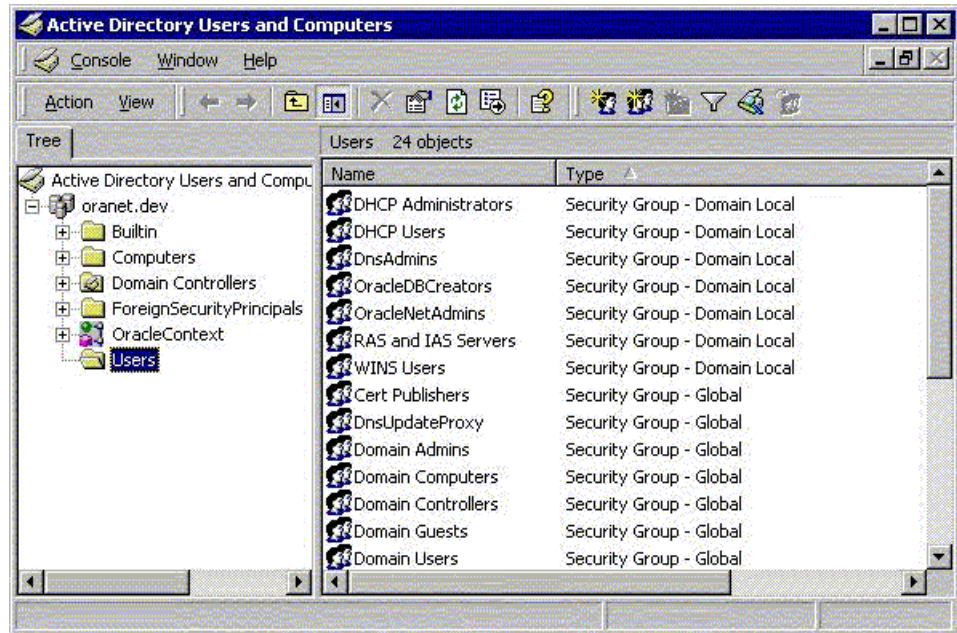 Active Directory Users and Computers
Console Window Help
Action View
Tree
Users 24 objects
Active Directory Users and Compu
oranet.dev
Builtin
Computers
Domain Controllers
ForeignSecurityPrincipals
OracleContext
Users
Name Type
DHCP Administrators Security Group - Domain Local
DHCP Users Security Group - Domain Local
DnsAdmins Security Group - Domain Local
OracleDBCreators Security Group - Domain Local
OracleNetAdmins Security Group - Domain Local
RAS and IAS Servers Security Group - Domain Local
WINS Users Security Group - Domain Local
Cert Publishers Security Group - Global
DnsUpdateProxy Security Group - Global
Domain Admins Security Group - Global
Domain Computers Security Group - Global
Domain Controllers Security Group - Global
Domain Guests Security Group - Global
Domain Users Security Group - Global